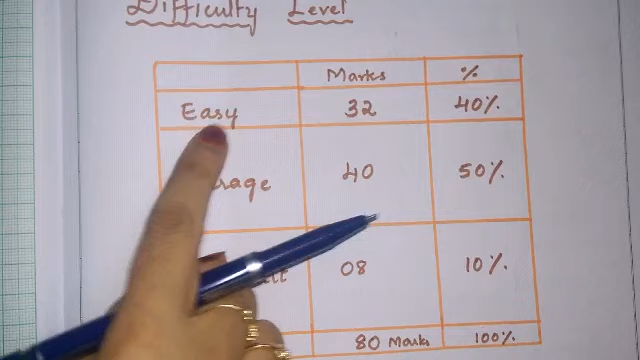 Difficulty Level
Marks %
Easy 32 40%
40 50%
08 10%
80 Marks 100%